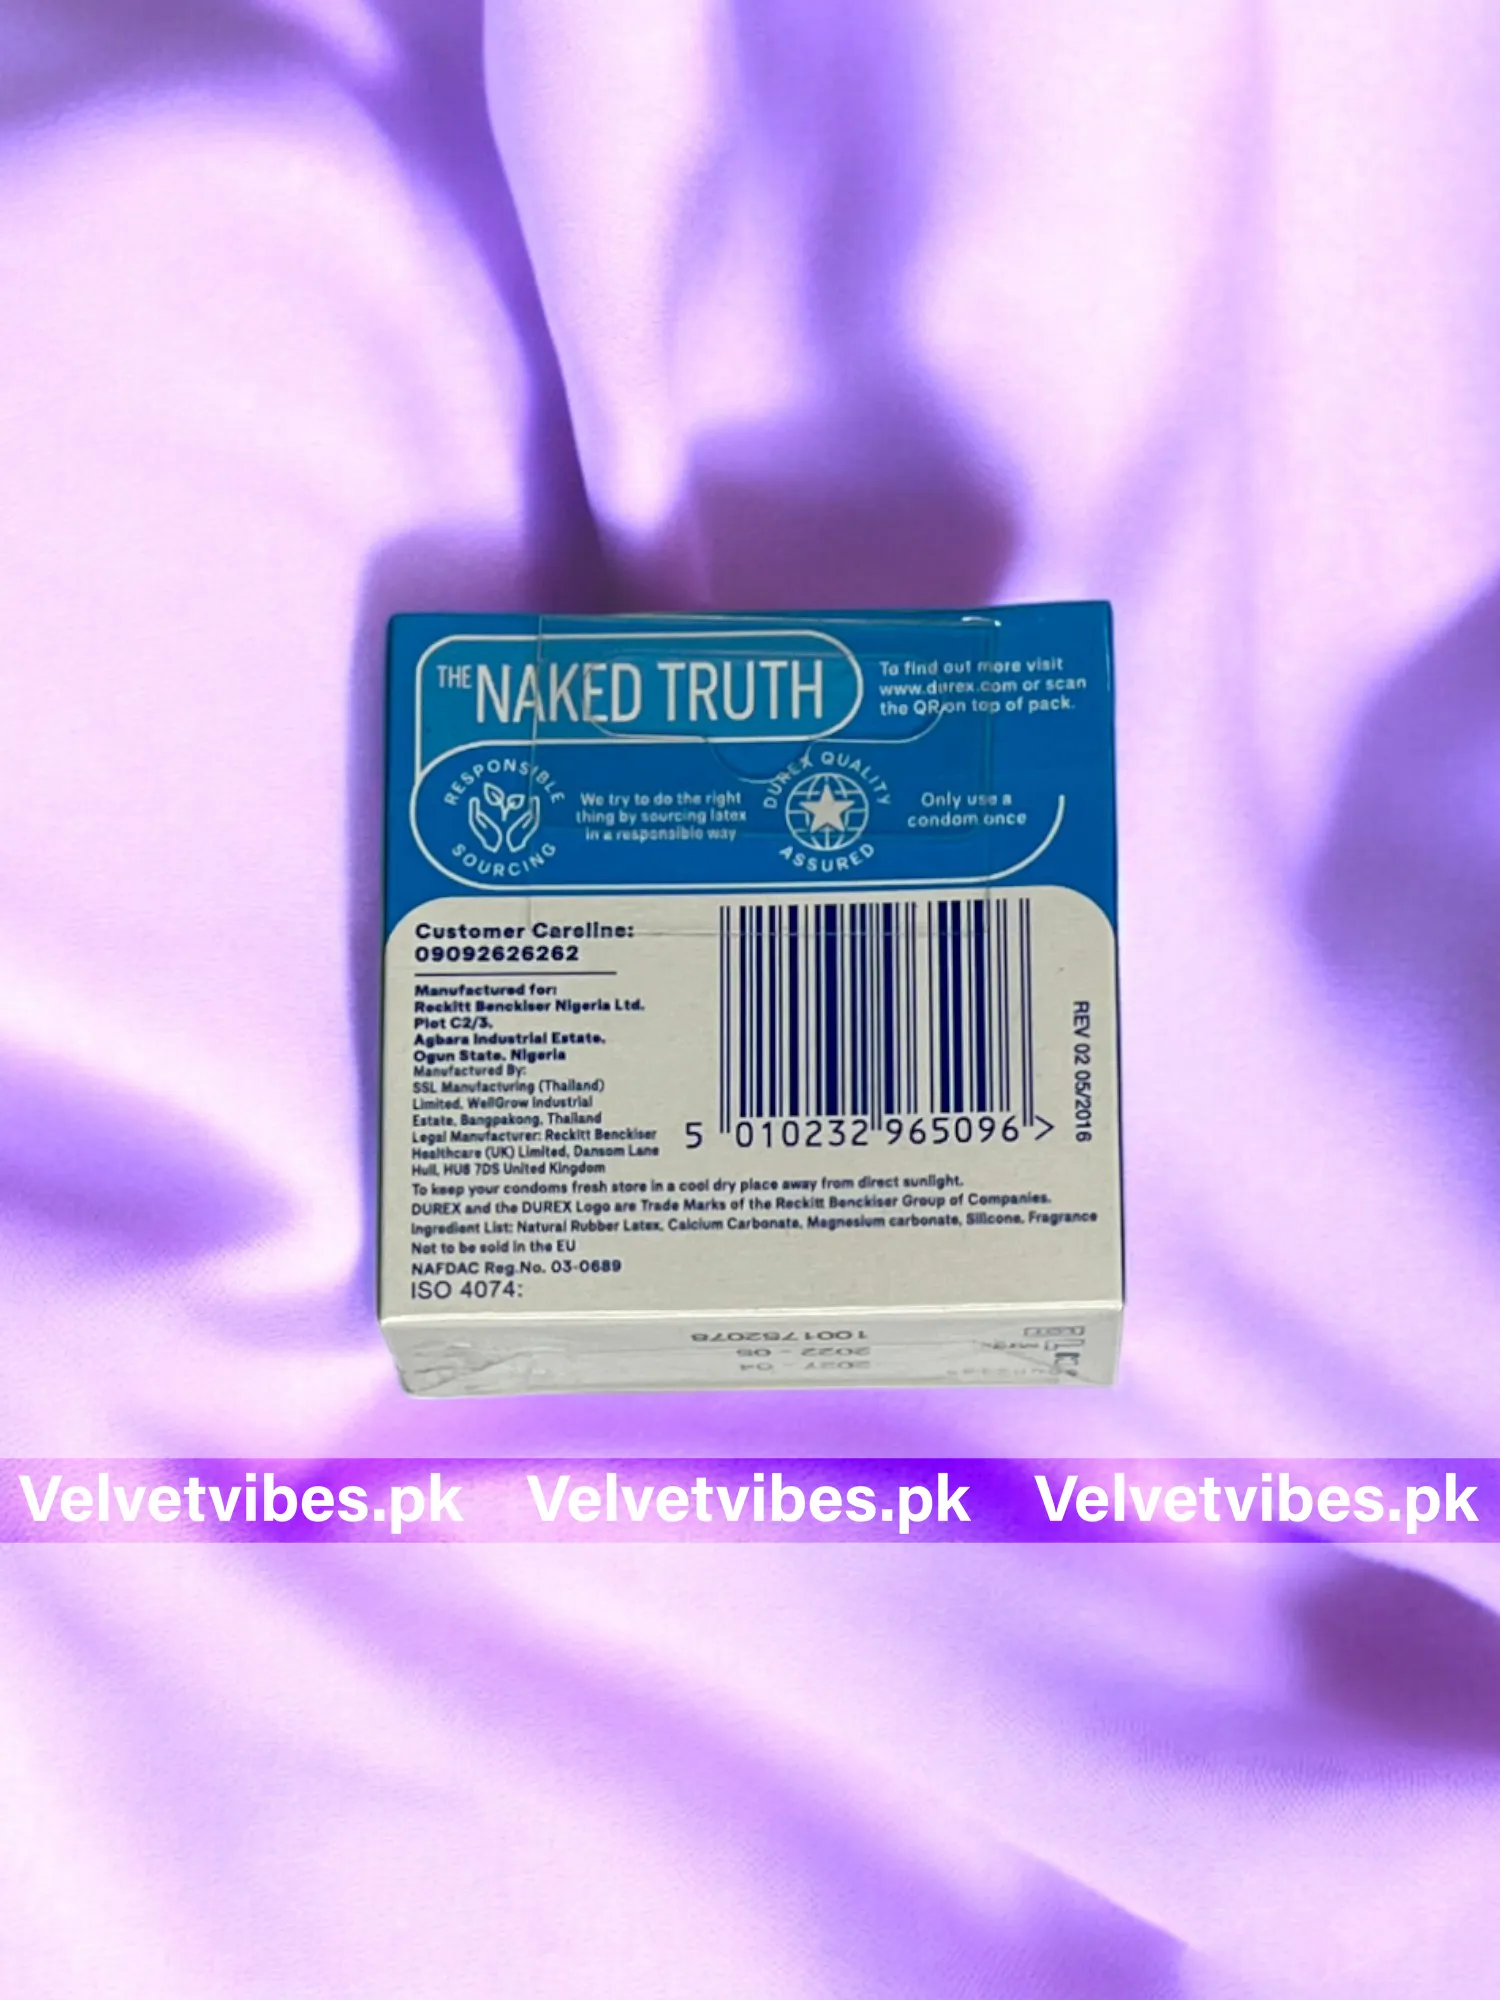 THE NAKED TRUTH
To find out more visit
www.durex.com or scan
the QR on top of pack.
RESPONSIBLE
SOURCING
We try to do the right
thing by sourcing latex
in a responsible way
DUREX QUALITY
ASSURED
Only use a
condom once
Customer Careline:
09092626262
Manufactured for:
Reckitt Benckiser Nigeria Ltd.
Plot C2/3,
Agbara Industrial Estate,
Ogun State, Nigeria
Manufactured By:
SSL Manufacturing (Thailand)
Limited, WellGrow Industrial
Estate, Bangpakong, Thailand
Legal Manufacturer: Reckitt Benckiser
Healthcare (UK) Limited, Dansom Lane
Hull, HU8 7DS United Kingdom
5 010232 965096 >
REV 02 05/2016
To keep your condoms fresh store in a cool dry place away from direct sunlight.
DUREX and the DUREX Logo are Trade Marks of the Reckitt Benckiser Group of Companies.
Ingredient List: Natural Rubber Latex, Calcium Carbonate, Magnesium carbonate, Silicone, Fragrance
Not to be sold in the EU
NAFDAC Reg.No. 03-0689
ISO 4074:
1001752078
2022 - 05
2027 - 04
LOT
Velvetvibes.pk Velvetvibes.pk Velvetvibes.pk